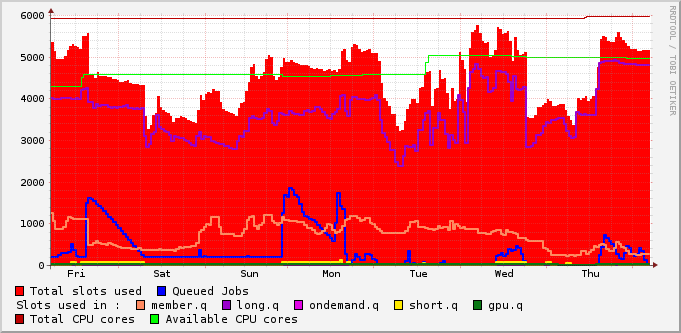 RRDTOOL / TOBI OETIKER
6000
5000
4000
3000
2000
1000
0
Fri Sat Sun Mon Tue Wed Thu
Total slots used Queued Jobs
Slots used in : member.q long.q ondemand.q short.q gpu.q
Total CPU cores Available CPU cores